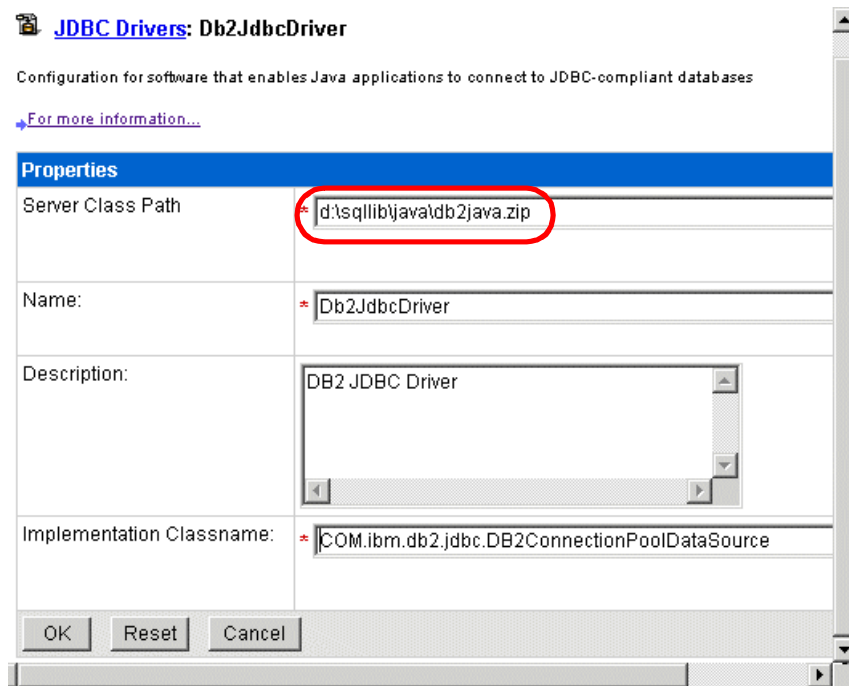 JDBC Drivers: Db2JdbcDriver
Configuration for software that enables Java applications to connect to JDBC-compliant databases
For more information...
Properties
Server Class Path
* d:\sqllib\java\db2java.zip
Name:
* Db2JdbcDriver
Description:
DB2 JDBC Driver
Implementation Classname:
* COM.ibm.db2.jdbc.DB2ConnectionPoolDataSource
OK Reset Cancel